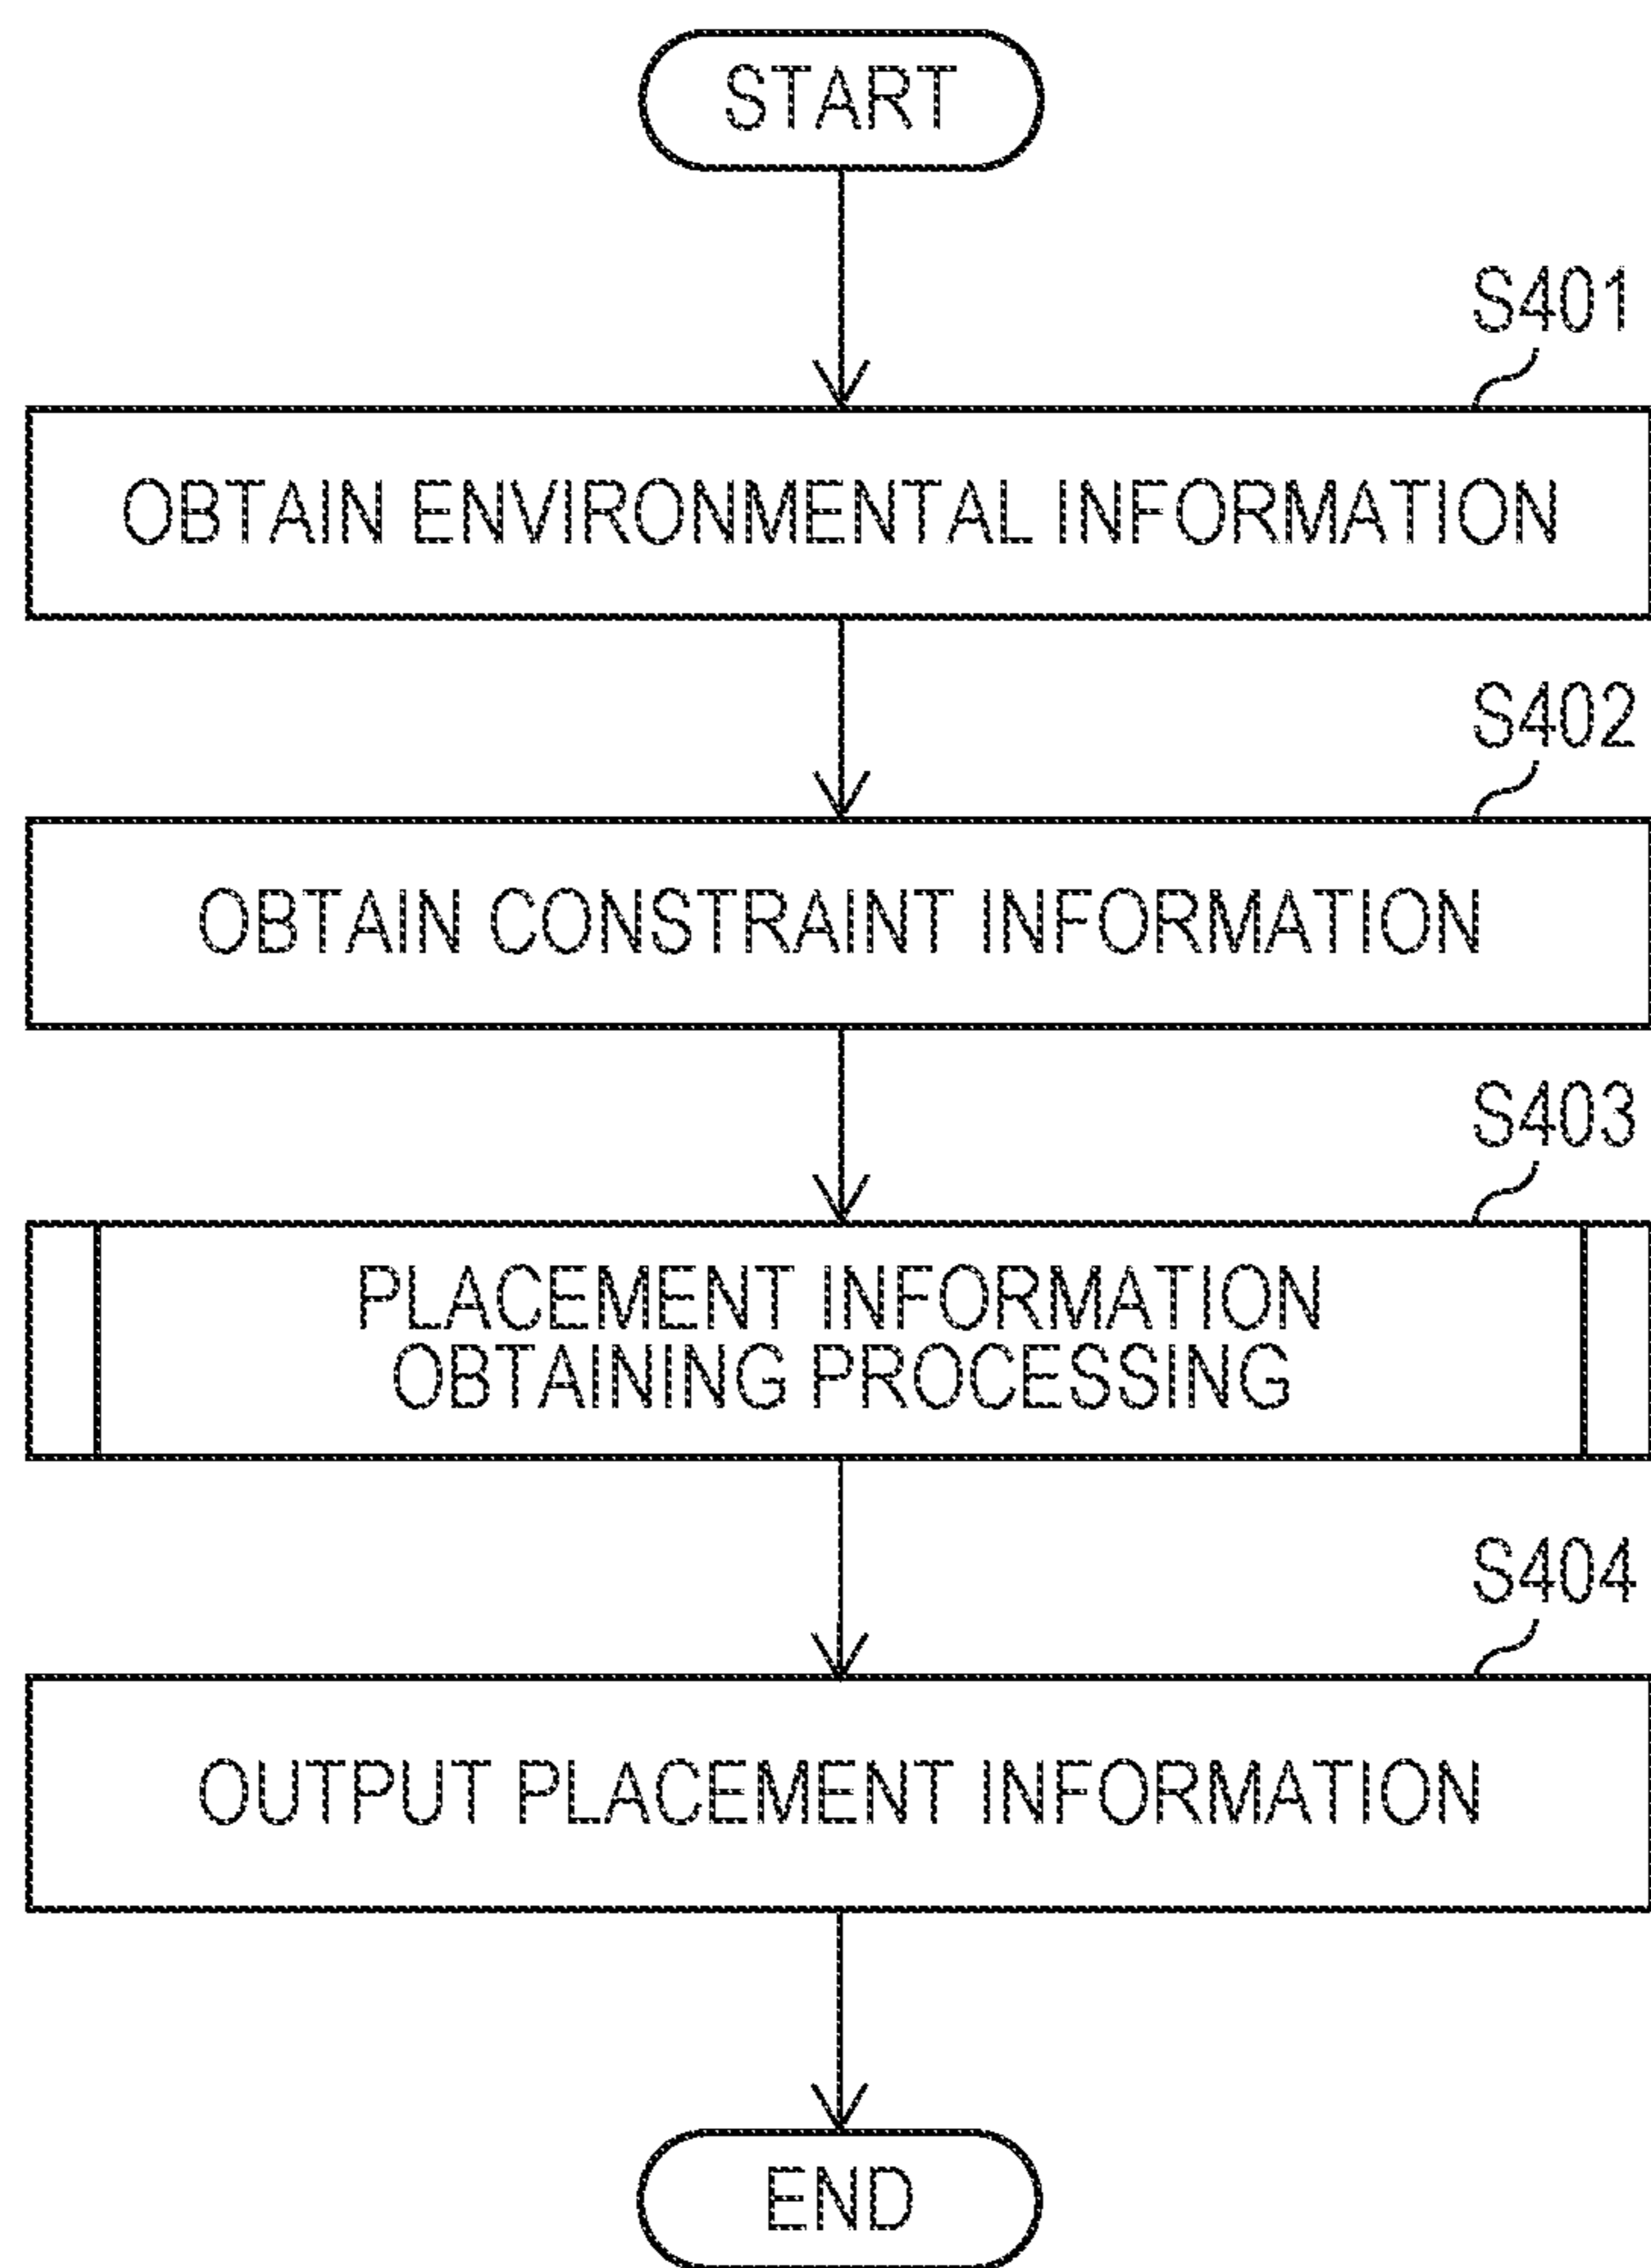 START
S401
OBTAIN ENVIRONMENTAL INFORMATION
S402
OBTAIN CONSTRAINT INFORMATION
S403
PLACEMENT INFORMATION
OBTAINING PROCESSING
S404
OUTPUT PLACEMENT INFORMATION
END